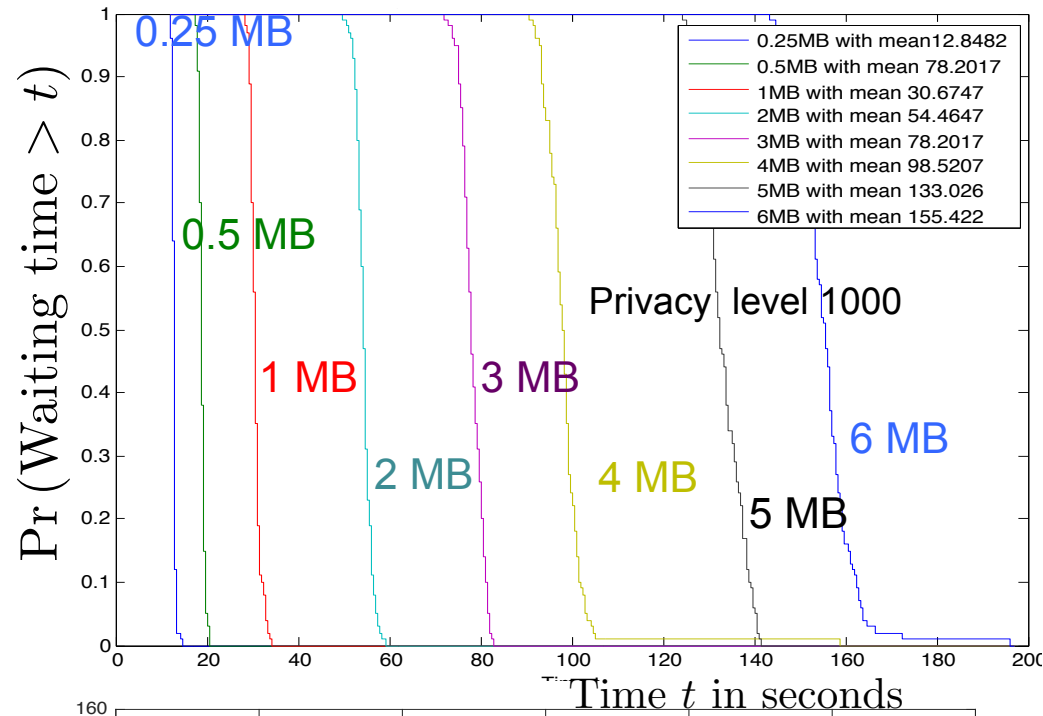 0.25 MB
1
0.9
0.8
0.7
0.6
0.5
0.4
0.3
0.2
0.1
0
Pr(Waiting time > t)
0.25MB with mean12.8482
0.5MB with mean 78.2017
1MB with mean 30.6747
2MB with mean 54.4647
3MB with mean 78.2017
4MB with mean 98.5207
5MB with mean 133.026
6MB with mean 155.422
0.5 MB
Privacy level 1000
1 MB
3 MB
6 MB
2 MB
4 MB
5 MB
0 20 40 60 80 100 120 140 160 180 200
Time t in seconds
160